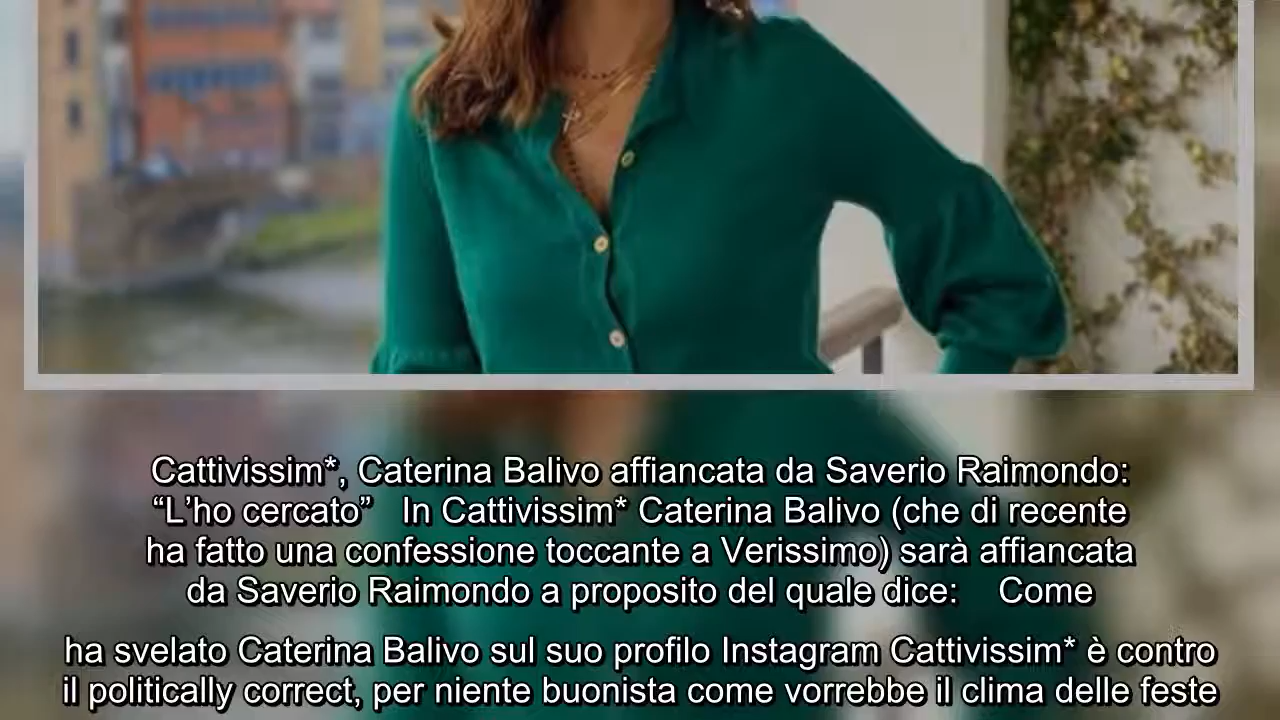 Cattivissim*, Caterina Balivo affiancata da Saverio Raimondo:
“L’ho cercato” In Cattivissim* Caterina Balivo (che di recente
ha fatto una confessione toccante a Verissimo) sarà affiancata
da Saverio Raimondo a proposito del quale dice: Come
ha svelato Caterina Balivo sul suo profilo Instagram Cattivissim* è contro
il politically correct, per niente buonista come vorrebbe il clima delle feste